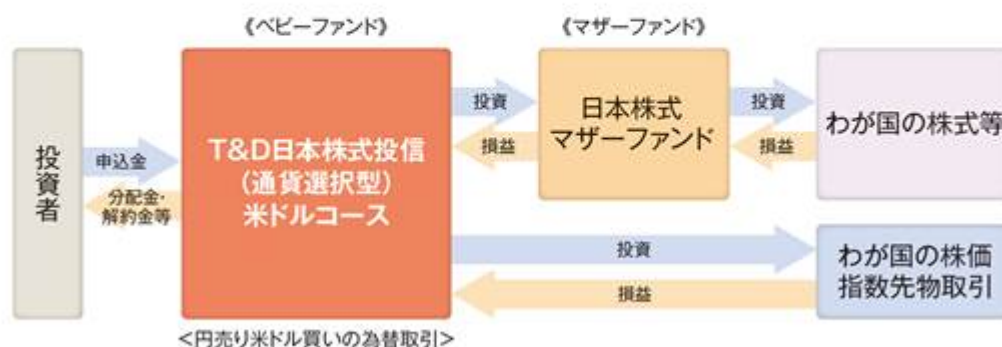 《ベビーファンド》
《マザーファンド》
投資者
申込金
分配金・
解約金等
T&D日本株式投信
(通貨選択型)
米ドルコース
投資
損益
日本株式
マザーファンド
投資
損益
わが国の株式等
投資
損益
わが国の株価
指数先物取引
<円売り米ドル買いの為替取引>